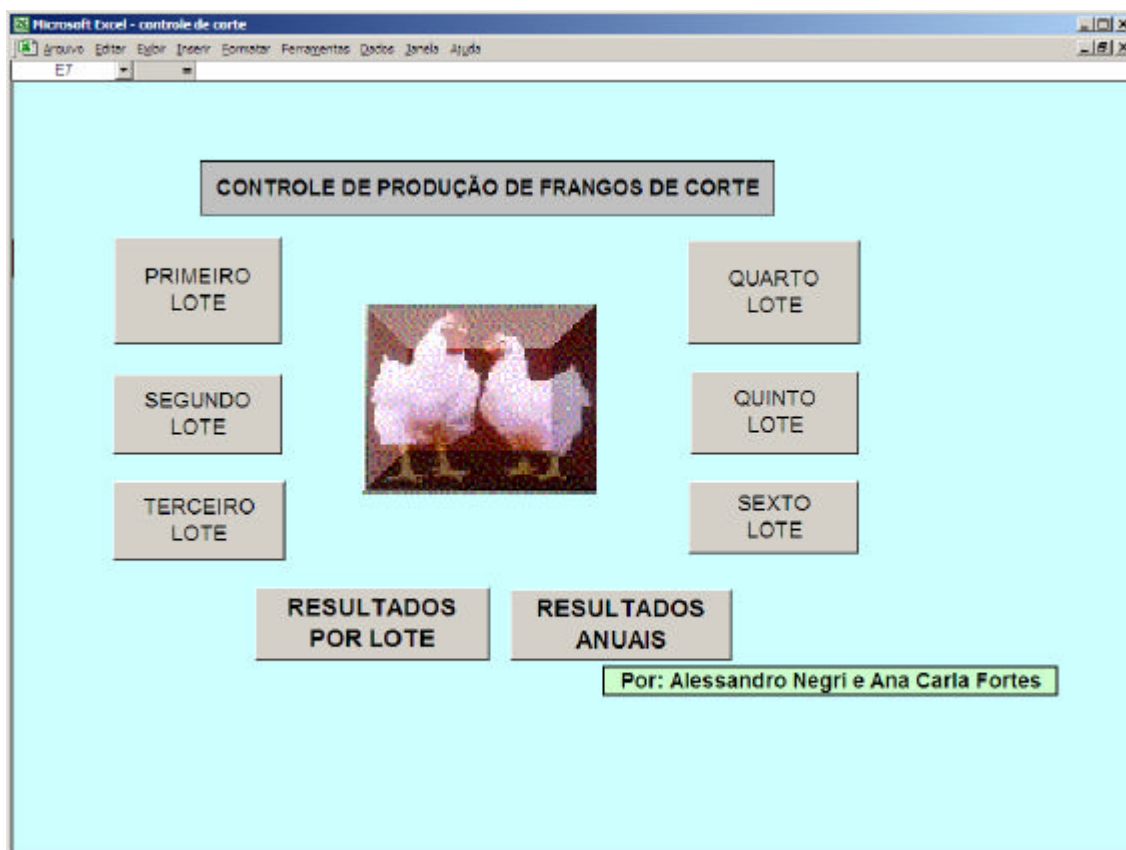 Microsoft Excel - controle de corte
Arquivo Editar Exibir Inserir Formatar Ferramentas Dados Janela Ajuda
E7 =
CONTROLE DE PRODUÇÃO DE FRANGOS DE CORTE
PRIMEIRO
LOTE
SEGUNDO
LOTE
TERCEIRO
LOTE
QUARTO
LOTE
QUINTO
LOTE
SEXTO
LOTE
RESULTADOS
POR LOTE
RESULTADOS
ANUAIS
Por: Alessandro Negri e Ana Carla Fortes